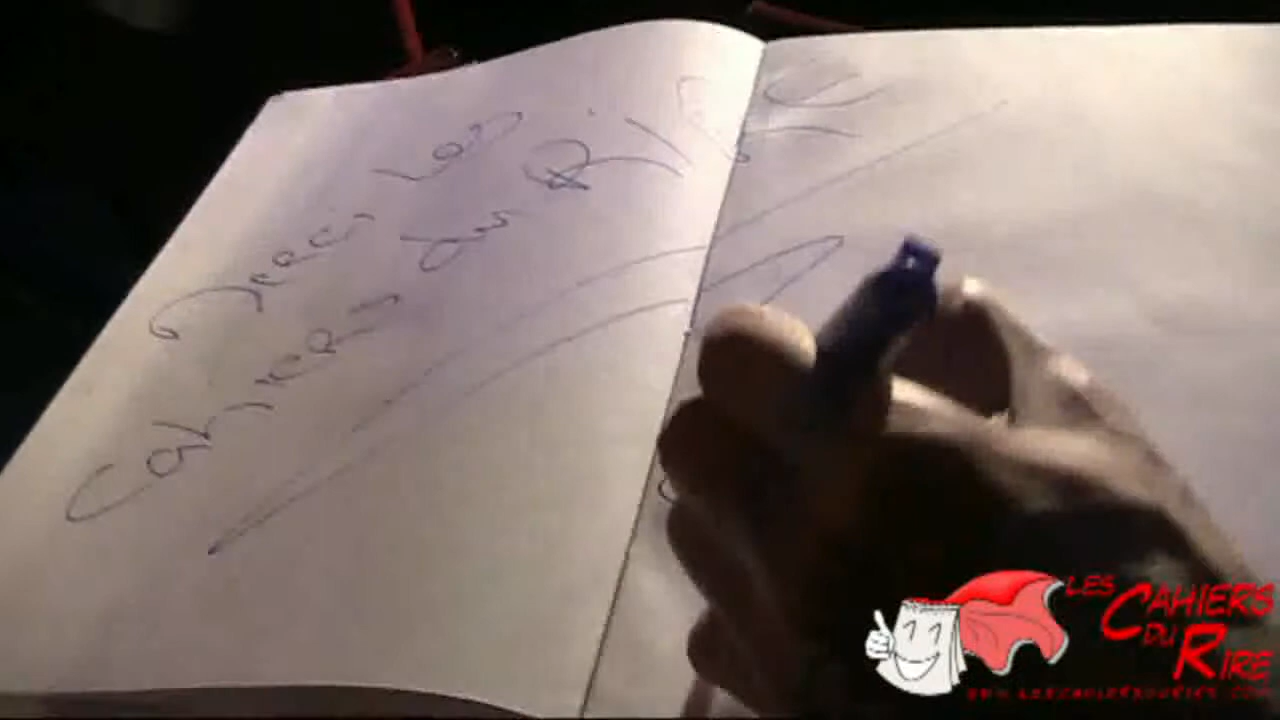 Merci Les
Cahiers du Rire
LES
CAHIERS
DU
RIRE